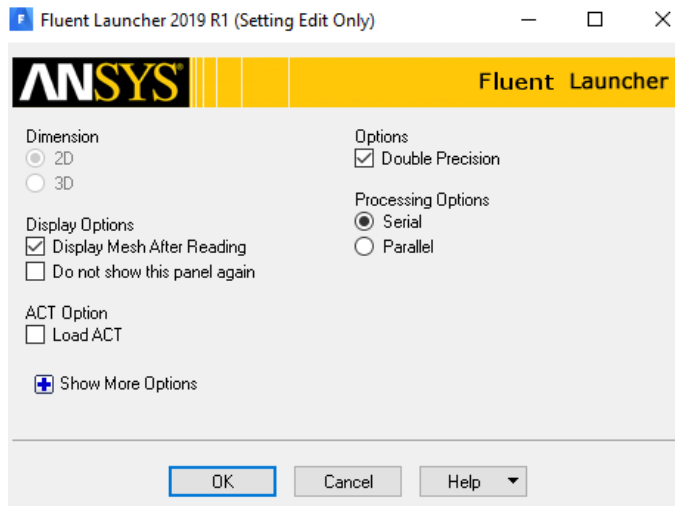 Fluent Launcher 2019 R1 (Setting Edit Only)
ANSYS®
Fluent Launcher
Dimension
2D
3D
Display Options
Display Mesh After Reading
Do not show this panel again
ACT Option
Load ACT
Show More Options
Options
Double Precision
Processing Options
Serial
Parallel
OK
Cancel
Help